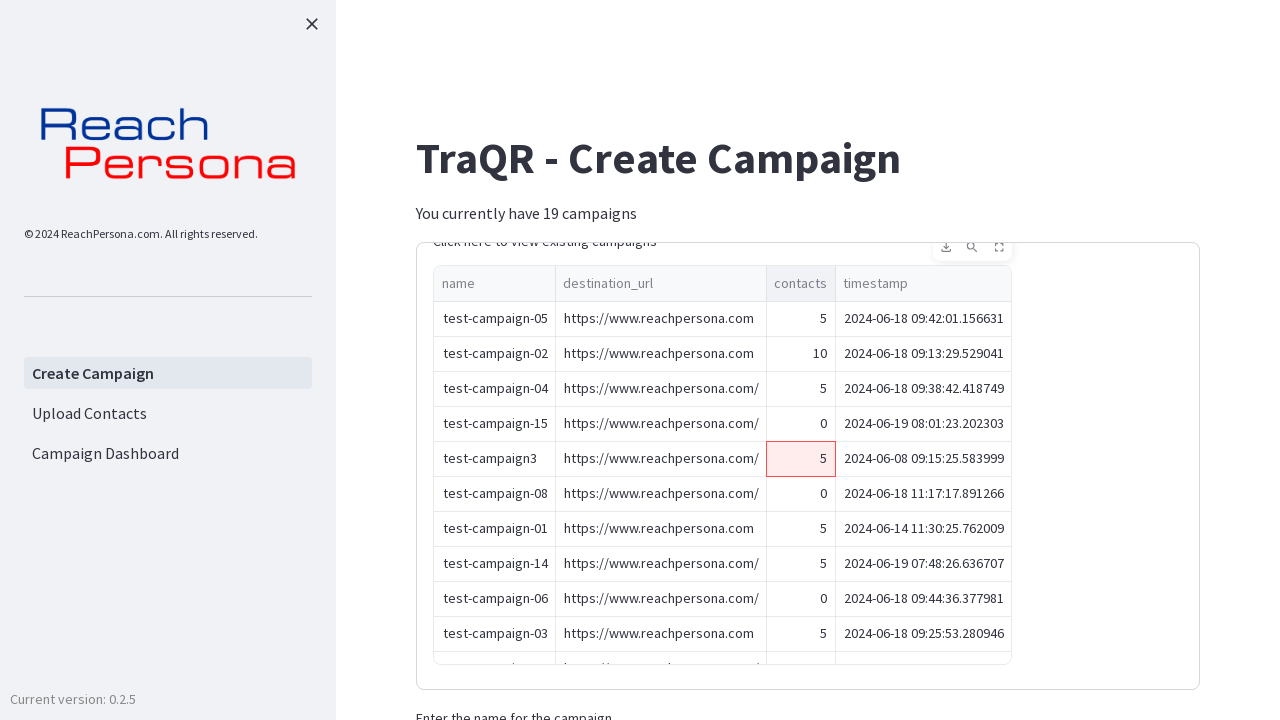 Reach
Persona
© 2024 ReachPersona.com. All rights reserved.
Create Campaign
Upload Contacts
Campaign Dashboard
Current version: 0.2.5
TraQR - Create Campaign
You currently have 19 campaigns
Click here to view existing campaigns
name destination_url contacts timestamp
test-campaign-05 https://www.reachpersona.com 5 2024-06-18 09:42:01.156631
test-campaign-02 https://www.reachpersona.com 10 2024-06-18 09:13:29.529041
test-campaign-04 https://www.reachpersona.com/ 5 2024-06-18 09:38:42.418749
test-campaign-15 https://www.reachpersona.com/ 0 2024-06-19 08:01:23.202303
test-campaign3 https://www.reachpersona.com/ 5 2024-06-08 09:15:25.583999
test-campaign-08 https://www.reachpersona.com/ 0 2024-06-18 11:17:17.891266
test-campaign-01 https://www.reachpersona.com 5 2024-06-14 11:30:25.762009
test-campaign-14 https://www.reachpersona.com/ 5 2024-06-19 07:48:26.636707
test-campaign-06 https://www.reachpersona.com/ 0 2024-06-18 09:44:36.377981
test-campaign-03 https://www.reachpersona.com 5 2024-06-18 09:25:53.280946
Enter the name for the campaign